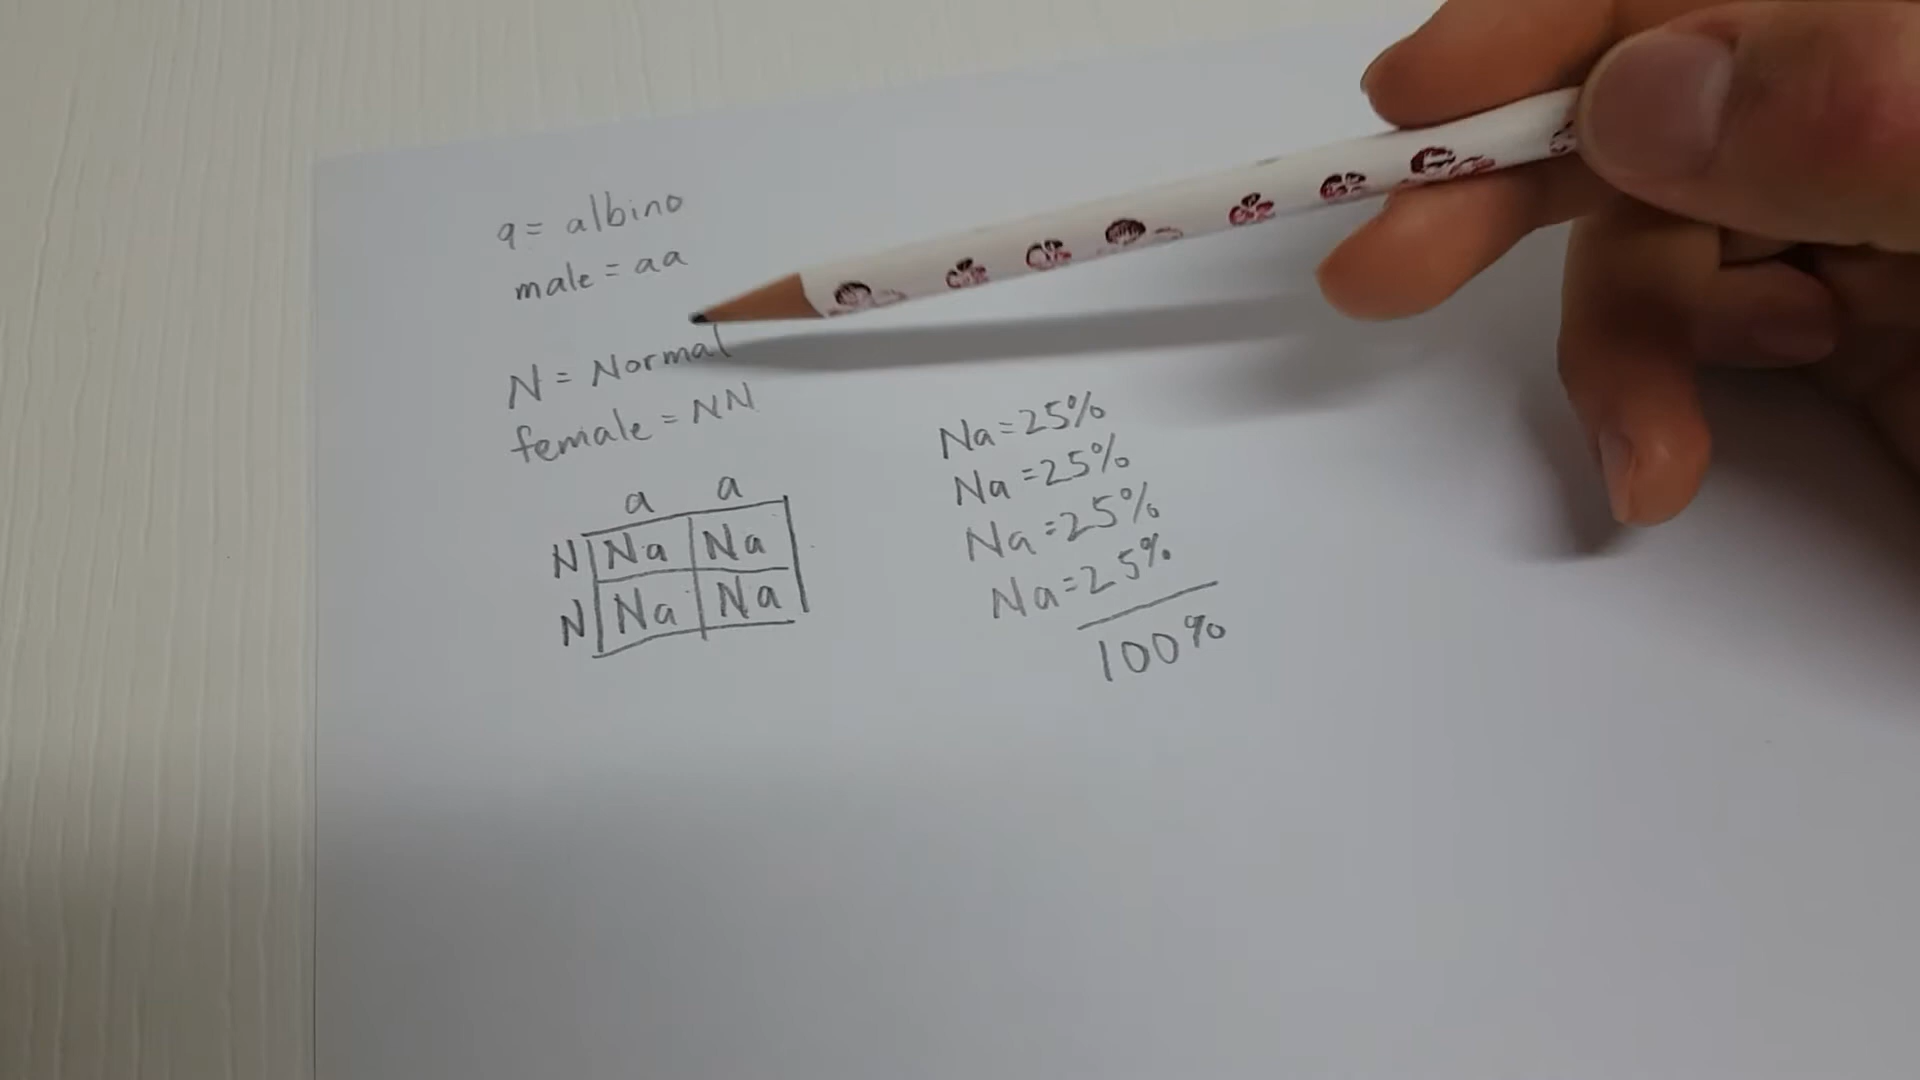 a = albino
male = aa
N = Normal
female = NN
a a
N Na Na
N Na Na
Na = 25%
Na = 25%
Na = 25%
Na = 25%
100%